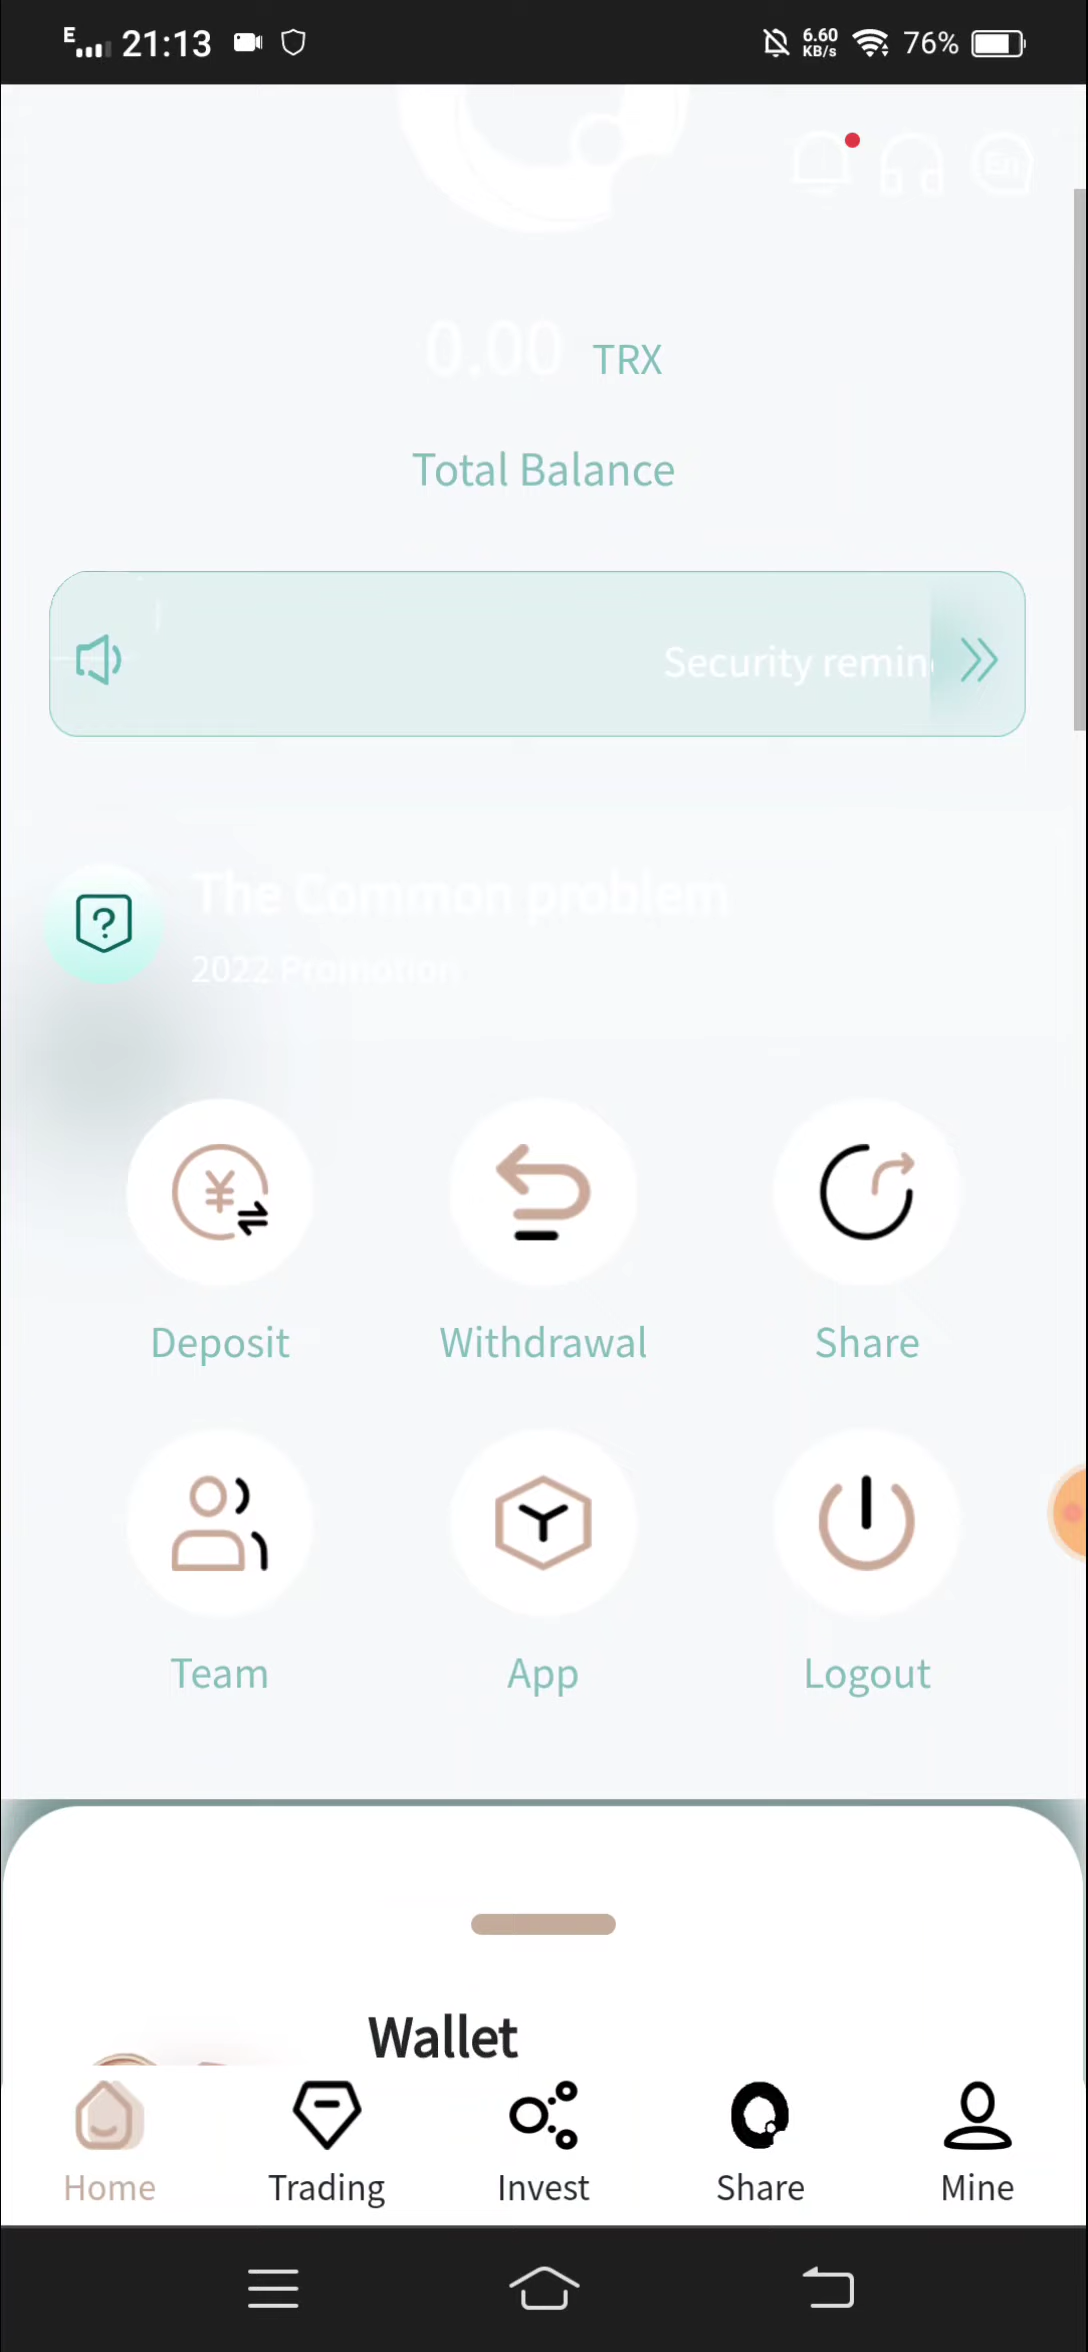 E 21:13 6.60 KB/s 76%
En
0.00 TRX
Total Balance
Security remin
The Common problem
2022 Promotion
Deposit Withdrawal Share
Team App Logout
Wallet
Home Trading Invest Share Mine